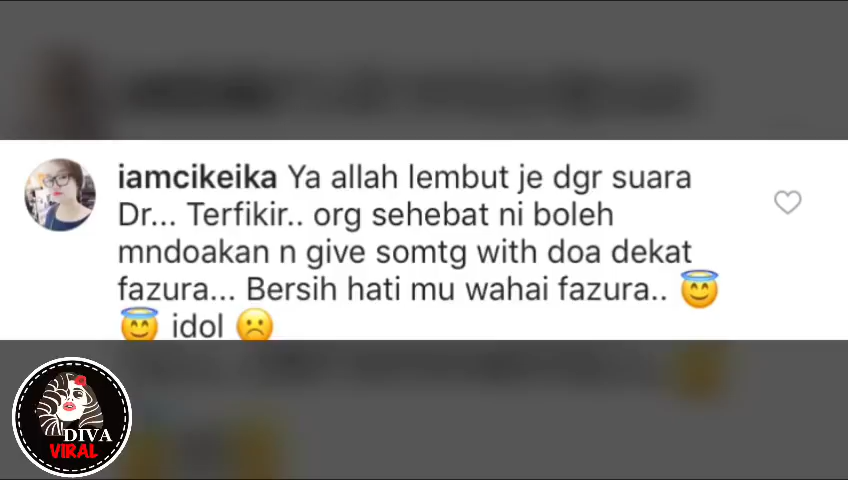 iamcikeika Ya allah lembut je dgr suara
Dr... Terfikir.. org sehebat ni boleh
mndoakan n give somtg with doa dekat
fazura... Bersih hati mu wahai fazura.. 😇
😇 idol ☹️
DIVA
VIRAL